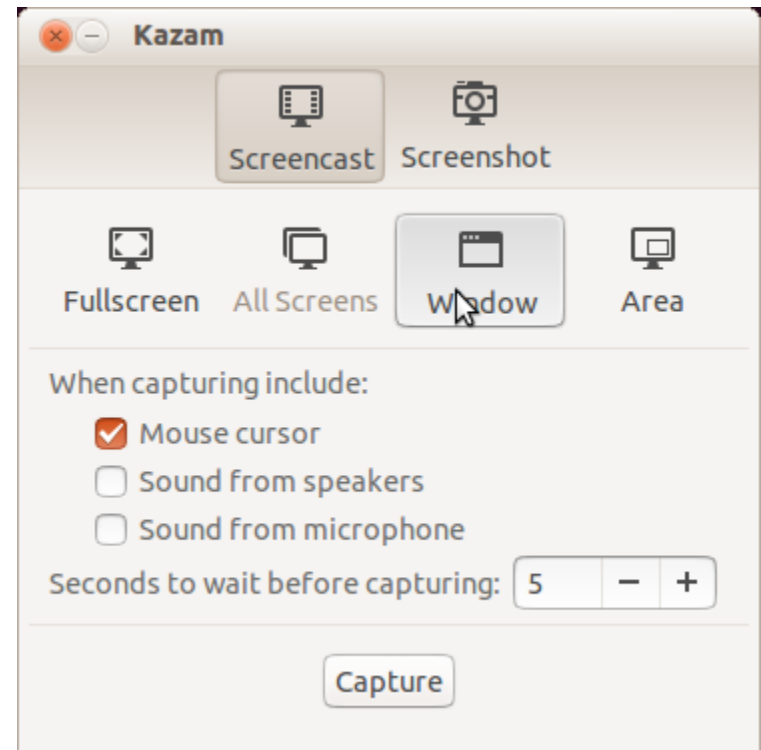 Kazam
Screencast Screenshot
Fullscreen All Screens Window Area
When capturing include:
Mouse cursor
Sound from speakers
Sound from microphone
Seconds to wait before capturing: 5 − +
Capture